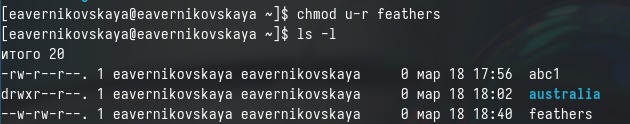 [eavernikovskaya@eavernikovskaya ~]$ chmod u-r feathers
[eavernikovskaya@eavernikovskaya ~]$ ls -l
итого 20
-rw-r--r--. 1 eavernikovskaya eavernikovskaya     0 мар 18 17:56  abc1
drwxr--r--. 1 eavernikovskaya eavernikovskaya     0 мар 18 18:02  australia
--w-rw-r--. 1 eavernikovskaya eavernikovskaya     0 мар 18 18:40  feathers